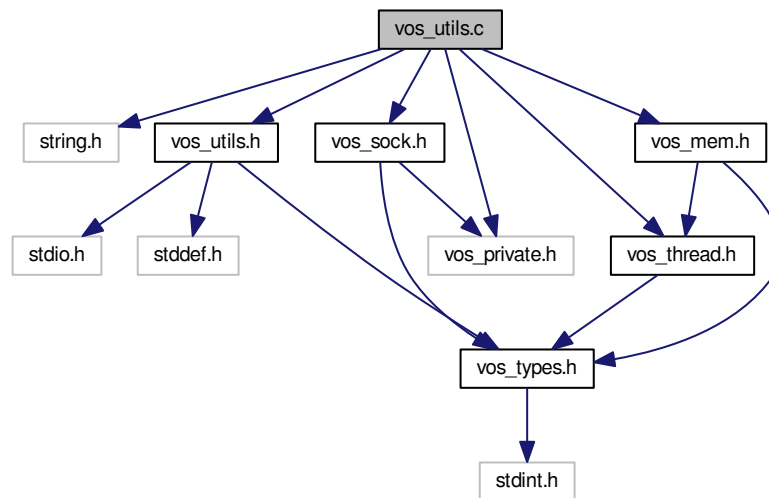 vos_utils.c
string.h
vos_utils.h
vos_sock.h
vos_mem.h
stdio.h
stddef.h
vos_private.h
vos_thread.h
vos_types.h
stdint.h